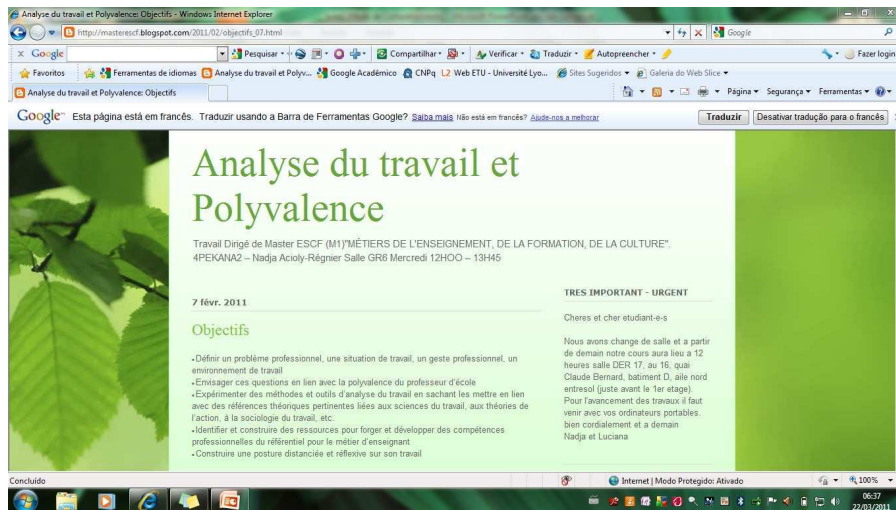 Analyse du travail et Polyvalence: Objectifs - Windows Internet Explorer
http://masterescf.blogspot.com/2011/02/objectifs_07.html
Google
x Google
Pesquisar
Compartilhar
Verificar
Traduzir
Autopreencher
Fazer login
Favoritos
Ferramentas de idiomas
Analyse du travail et Polyv...
Google Acadêmico
CNPq
Web ETU - Université Lyo...
Sites Sugeridos
Galeria do Web Slice
Analyse du travail et Polyvalence: Objectifs
Página
Segurança
Ferramentas
Google Esta página está em francês. Traduzir usando a Barra de Ferramentas Google? Saiba mais Não está em francês? Ajude-nos a melhorar
Traduzir
Desativar tradução para o francês
Analyse du travail et
Polyvalence
Travail Dirigé de Master ESCF (M1)"MÉTIERS DE L'ENSEIGNEMENT, DE LA FORMATION, DE LA CULTURE".
4PEKANA2 – Nadja Acioly-Régnier Salle GR6 Mercredi 12HOO – 13H45
7 févr. 2011
Objectifs
•Définir un problème professionnel, une situation de travail, un geste professionnel, un
environnement de travail
•Envisager ces questions en lien avec la polyvalence du professeur d'école
•Expérimenter des méthodes et outils d'analyse du travail en sachant les mettre en lien
avec des références théoriques pertinentes liées aux sciences du travail, aux théories de
l'action, à la sociologie du travail, etc.
•Identifier et construire des ressources pour forger et développer des compétences
professionnelles du référentiel pour le métier d'enseignant
•Construire une posture distanciée et réflexive sur son travail
TRES IMPORTANT - URGENT
Cheres et cher etudiant-e-s
Nous avons change de salle et a partir
de demain notre cours aura lieu a 12
heures salle DER 17, au 16, quai
Claude Bernard, batiment D, aile nord
entresol (juste avant le 1er etage).
Pour l'avancement des travaux il faut
venir avec vos ordinateurs portables.
bien cordialement et a demain
Nadja et Luciana
Concluído
Internet | Modo Protegido: Ativado
100%
06:37
22/03/2011